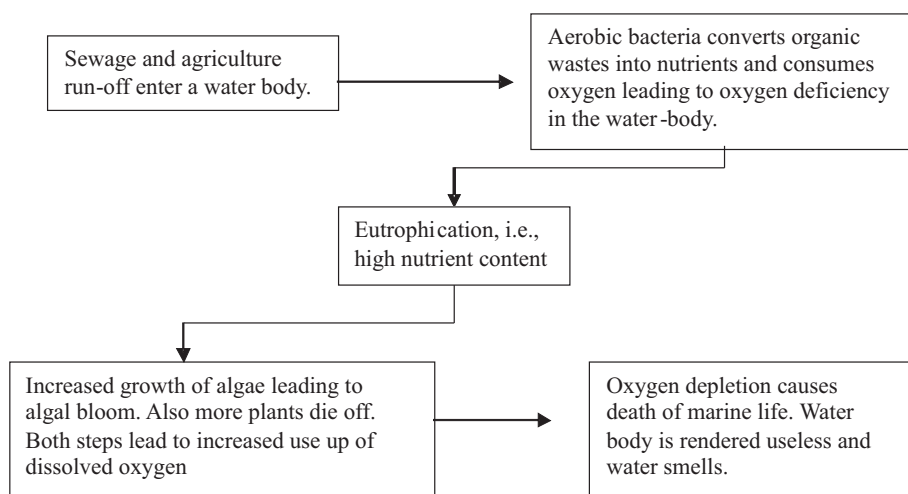 Sewage and agriculture
run-off enter a water body.
Aerobic bacteria converts organic
wastes into nutrients and consumes
oxygen leading to oxygen deficiency
in the water-body.
Eutrophication, i.e.,
high nutrient content
Increased growth of algae leading to
algal bloom. Also more plants die off.
Both steps lead to increased use up of
dissolved oxygen
Oxygen depletion causes
death of marine life. Water
body is rendered useless and
water smells.